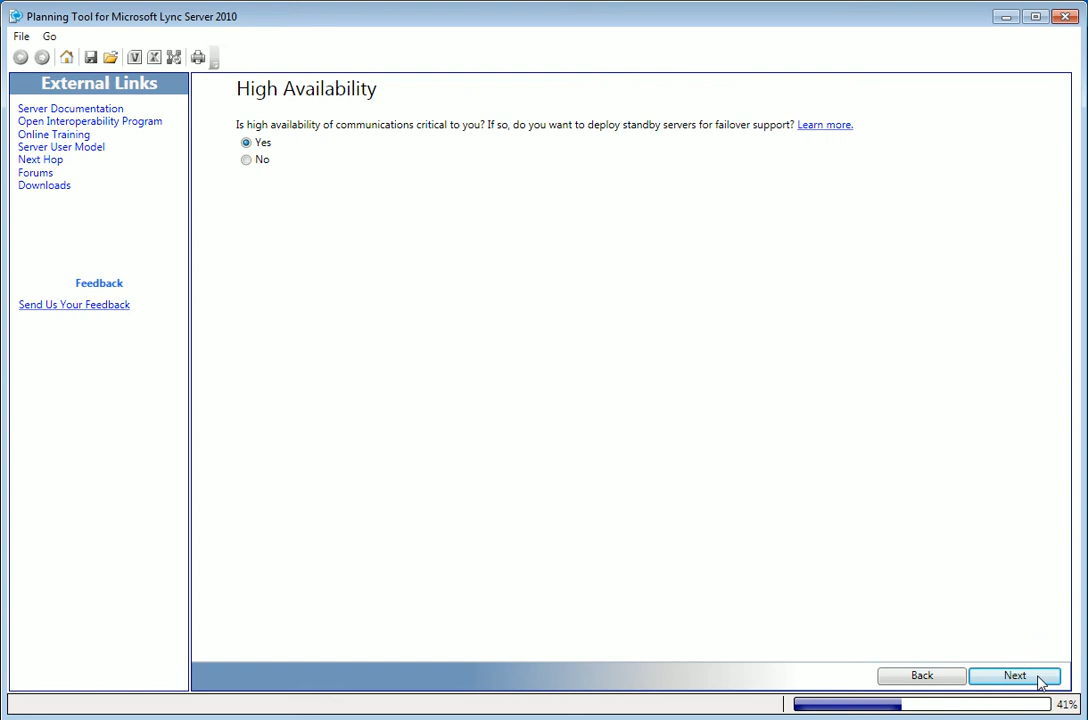 Planning Tool for Microsoft Lync Server 2010
File Go
External Links
Server Documentation
Open Interoperability Program
Online Training
Server User Model
Next Hop
Forums
Downloads
Feedback
Send Us Your Feedback
High Availability
Is high availability of communications critical to you? If so, do you want to deploy standby servers for failover support? Learn more.
Yes
No
Back Next
41%